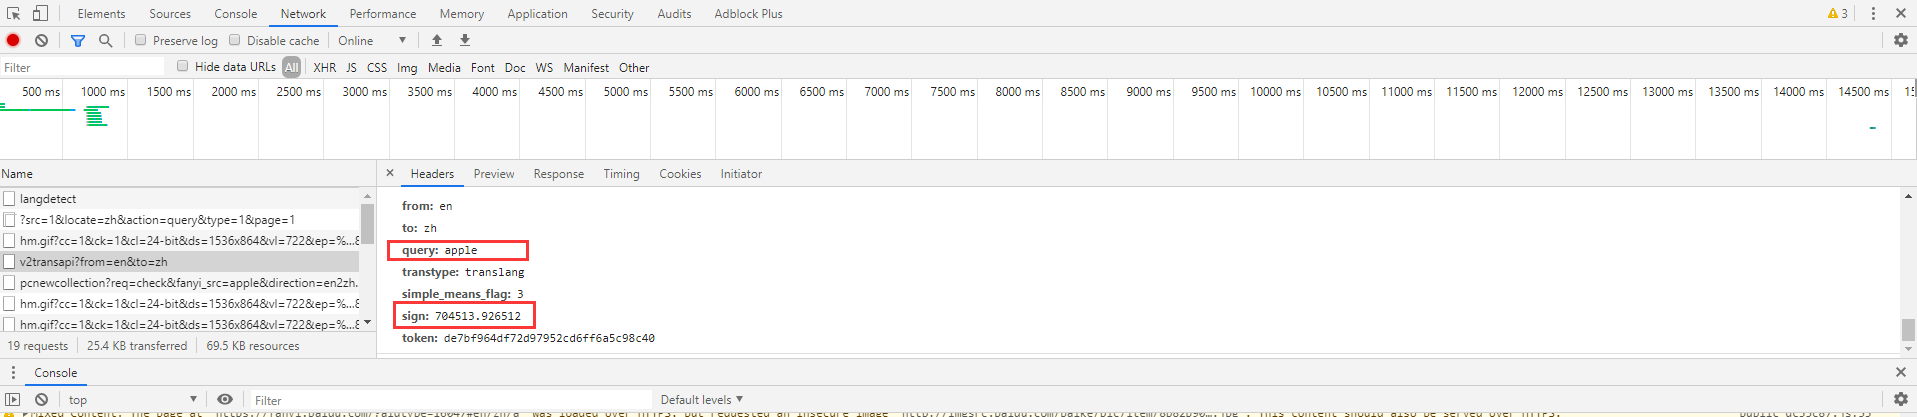 Elements Sources Console Network Performance Memory Application Security Audits Adblock Plus 3
Preserve log Disable cache Online
Filter Hide data URLs All XHR JS CSS Img Media Font Doc WS Manifest Other
500 ms 1000 ms 1500 ms 2000 ms 2500 ms 3000 ms 3500 ms 4000 ms 4500 ms 5000 ms 5500 ms 6000 ms 6500 ms 7000 ms 7500 ms 8000 ms 8500 ms 9000 ms 9500 ms 10000 ms 10500 ms 11000 ms 11500 ms 12000 ms 12500 ms 13000 ms 13500 ms 14000 ms 14500 ms
Name
langdetect
?src=1&locate=zh&action=query&type=1&page=1
hm.gif?cc=1&ck=1&cl=24-bit&ds=1536x864&vl=722&ep=%...8
v2transapi?from=en&to=zh
pcnewcollection?req=check&fanyi_src=apple&direction=en2zh.
hm.gif?cc=1&ck=1&cl=24-bit&ds=1536x864&vl=722&ep=%...8
hm.gif?cc=1&ck=1&cl=24-bit&ds=1536x864&vl=722&ep=%...8
19 requests 25.4 KB transferred 69.5 KB resources
× Headers Preview Response Timing Cookies Initiator
from: en
to: zh
query: apple
transtype: translang
simple_means_flag: 3
sign: 704513.926512
token: de7bf964df72d97952cd6ff6a5c98c40
Console
top Filter Default levels